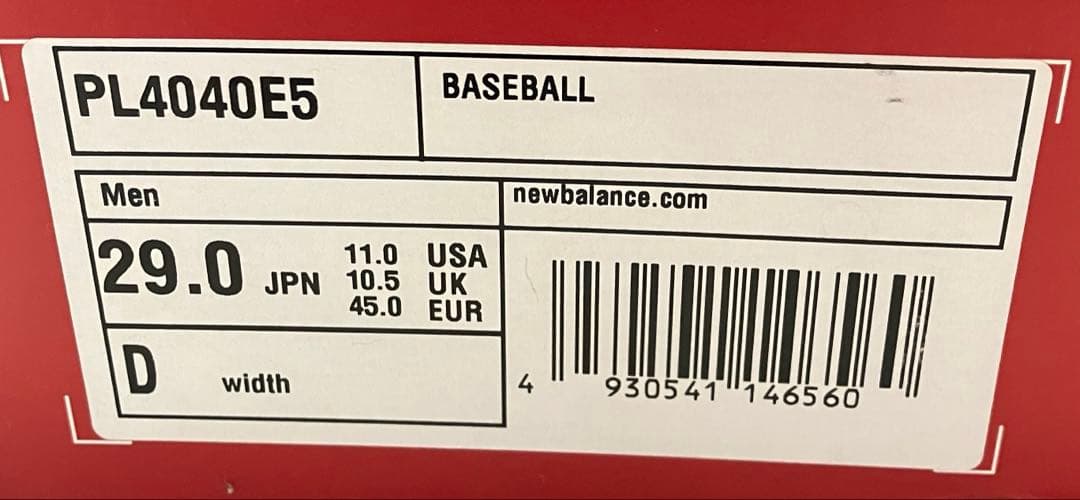 PL4040E5
BASEBALL
Men
newbalance.com
29.0 JPN
11.0 USA
10.5 UK
45.0 EUR
D width
4 930541 146560